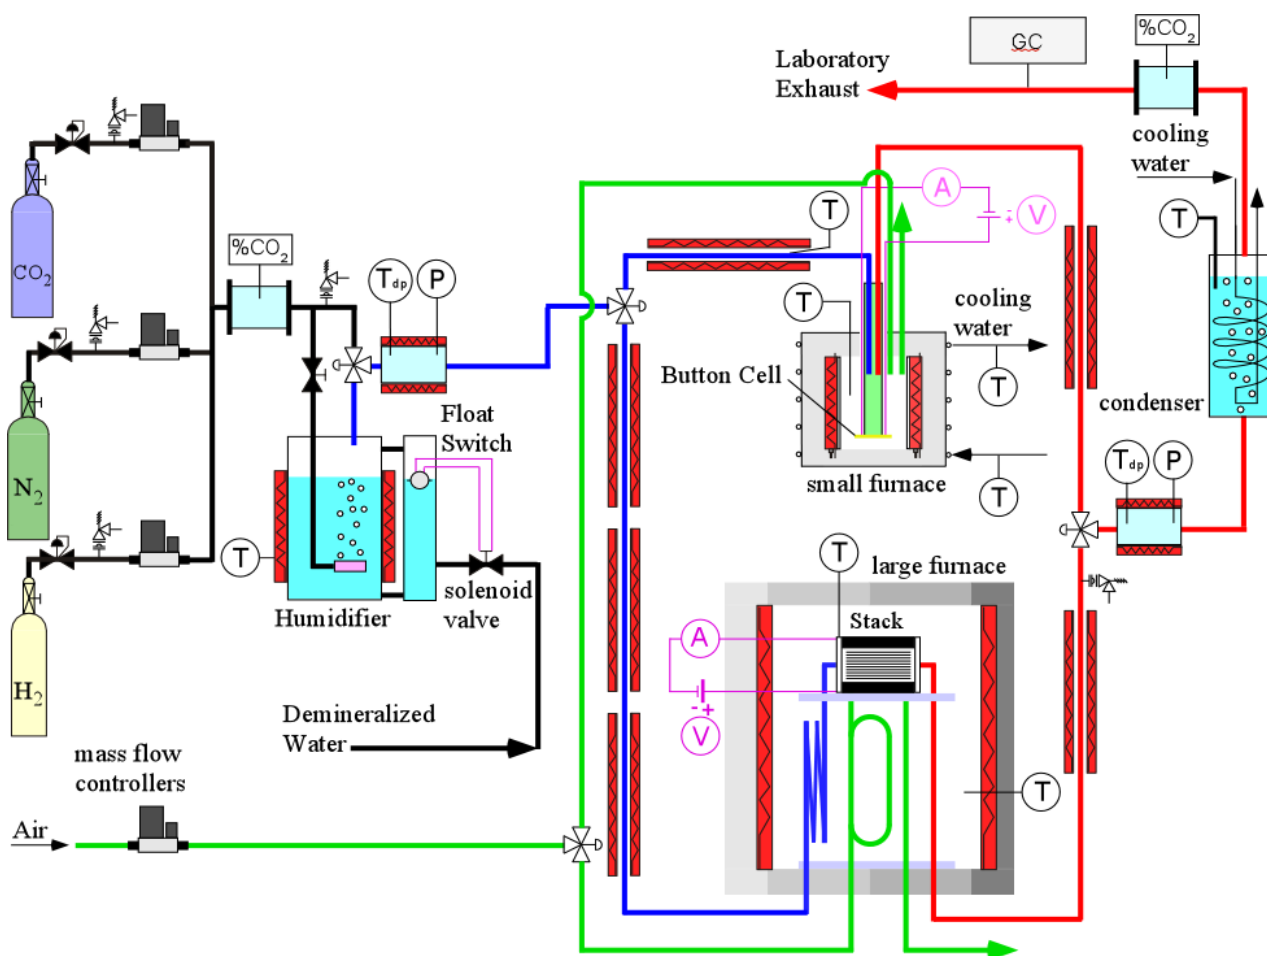 GC
%CO2
Laboratory
Exhaust
cooling
water
T
CO2
%CO2
Tdp
P
T
A
V
T
cooling
water
T
Button Cell
condenser
N2
Float
Switch
small furnace
T
Tdp
P
T
Humidifier
solenoid
valve
T
large furnace
Stack
A
H2
Demineralized
Water
- +
V
mass flow
controllers
T
Air